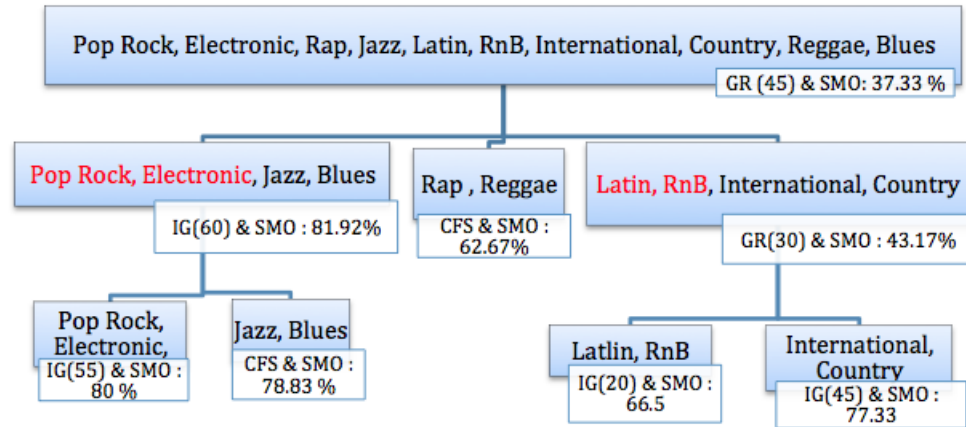 Pop Rock, Electronic, Rap, Jazz, Latin, RnB, International, Country, Reggae, Blues
GR (45) & SMO: 37.33 %
Pop Rock, Electronic, Jazz, Blues
IG(60) & SMO : 81.92%
Rap , Reggae
CFS & SMO :
62.67%
Latin, RnB, International, Country
GR(30) & SMO : 43.17%
Pop Rock,
Electronic,
IG(55) & SMO :
80 %
Jazz, Blues
CFS & SMO :
78.83 %
Latlin, RnB
IG(20) & SMO :
66.5
International,
Country
IG(45) & SMO :
77.33